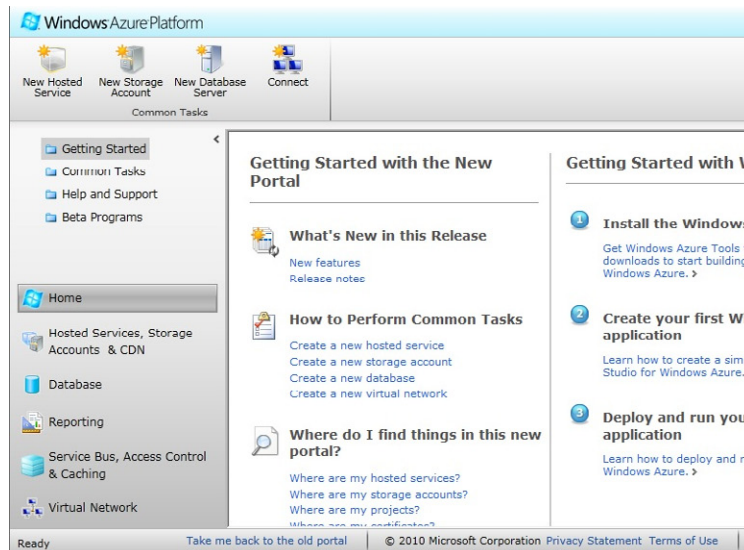 Windows Azure Platform
New Hosted Service
New Storage Account
New Database Server
Connect
Common Tasks
Getting Started
Common Tasks
Help and Support
Beta Programs
Home
Hosted Services, Storage
Accounts & CDN
Database
Reporting
Service Bus, Access Control
& Caching
Virtual Network
Getting Started with the New
Portal
What's New in this Release
New features
Release notes
How to Perform Common Tasks
Create a new hosted service
Create a new storage account
Create a new database
Create a new virtual network
Where do I find things in this new
portal?
Where are my hosted services?
Where are my storage accounts?
Where are my projects?
Where are my certificates?
Getting Started with W
1
Install the Windows
Get Windows Azure Tools
downloads to start building
Windows Azure. >
2
Create your first Wi
application
Learn how to create a sim
Studio for Windows Azure.
3
Deploy and run you
application
Learn how to deploy and r
Windows Azure. >
Ready
Take me back to the old portal
© 2010 Microsoft Corporation Privacy Statement Terms of Use